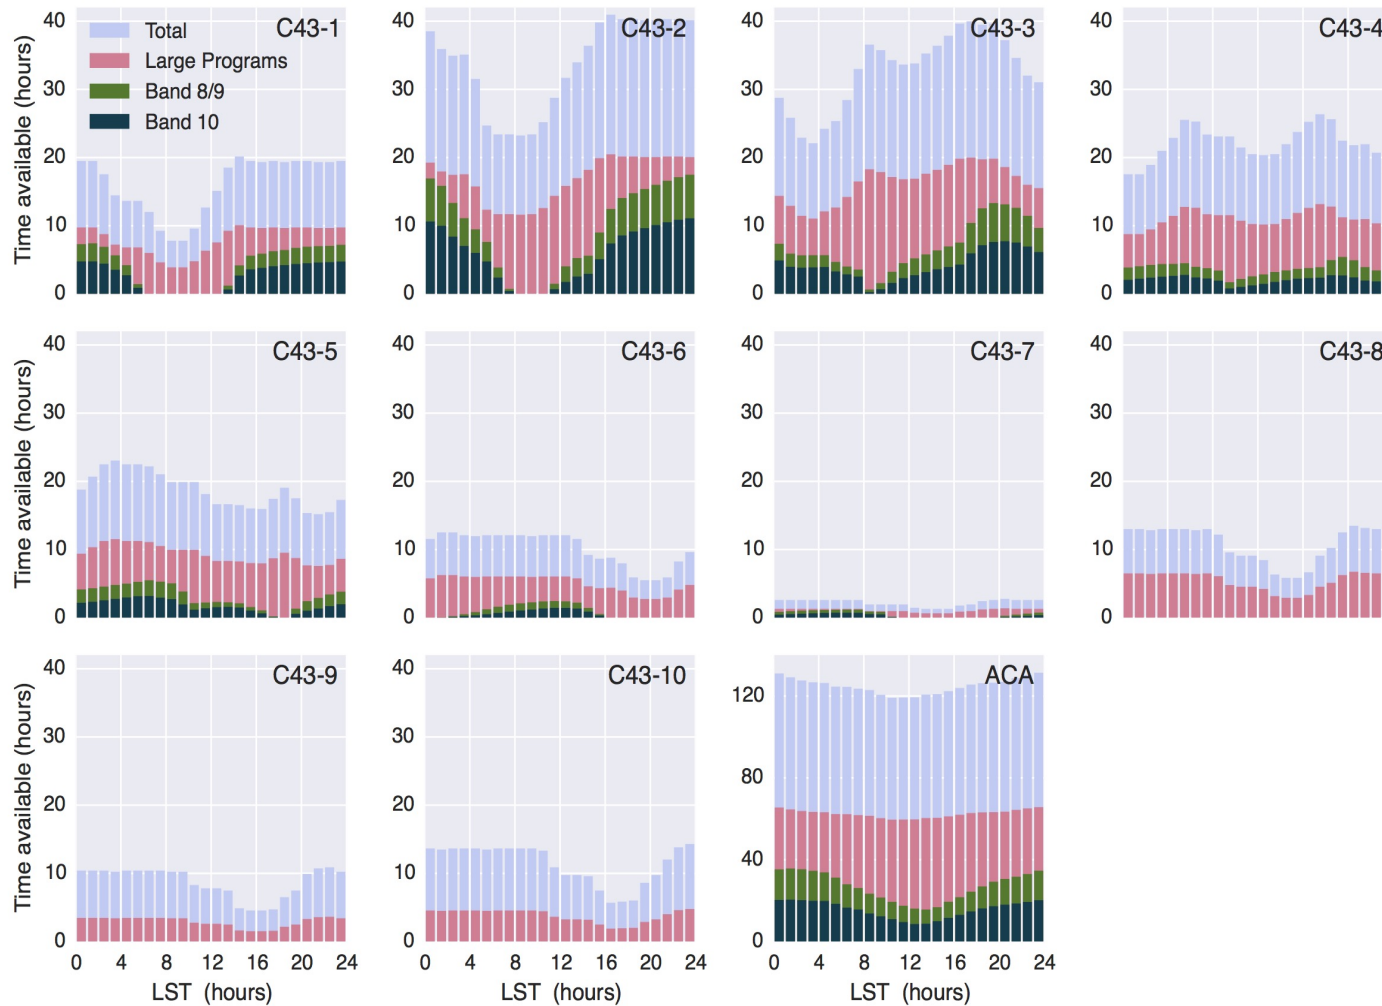 Time available (hours)
40
30
20
10
0
C43-1
Total
Large Programs
Band 8/9
Band 10
40
30
20
10
0
C43-2
40
30
20
10
0
C43-3
40
30
20
10
0
C43-4
Time available (hours)
40
30
20
10
0
C43-5
40
30
20
10
0
C43-6
40
30
20
10
0
C43-7
40
30
20
10
0
C43-8
Time available (hours)
40
30
20
10
0
C43-9
0 4 8 12 16 20 24
LST (hours)
40
30
20
10
0
C43-10
0 4 8 12 16 20 24
LST (hours)
120
80
40
0
ACA
0 4 8 12 16 20 24
LST (hours)